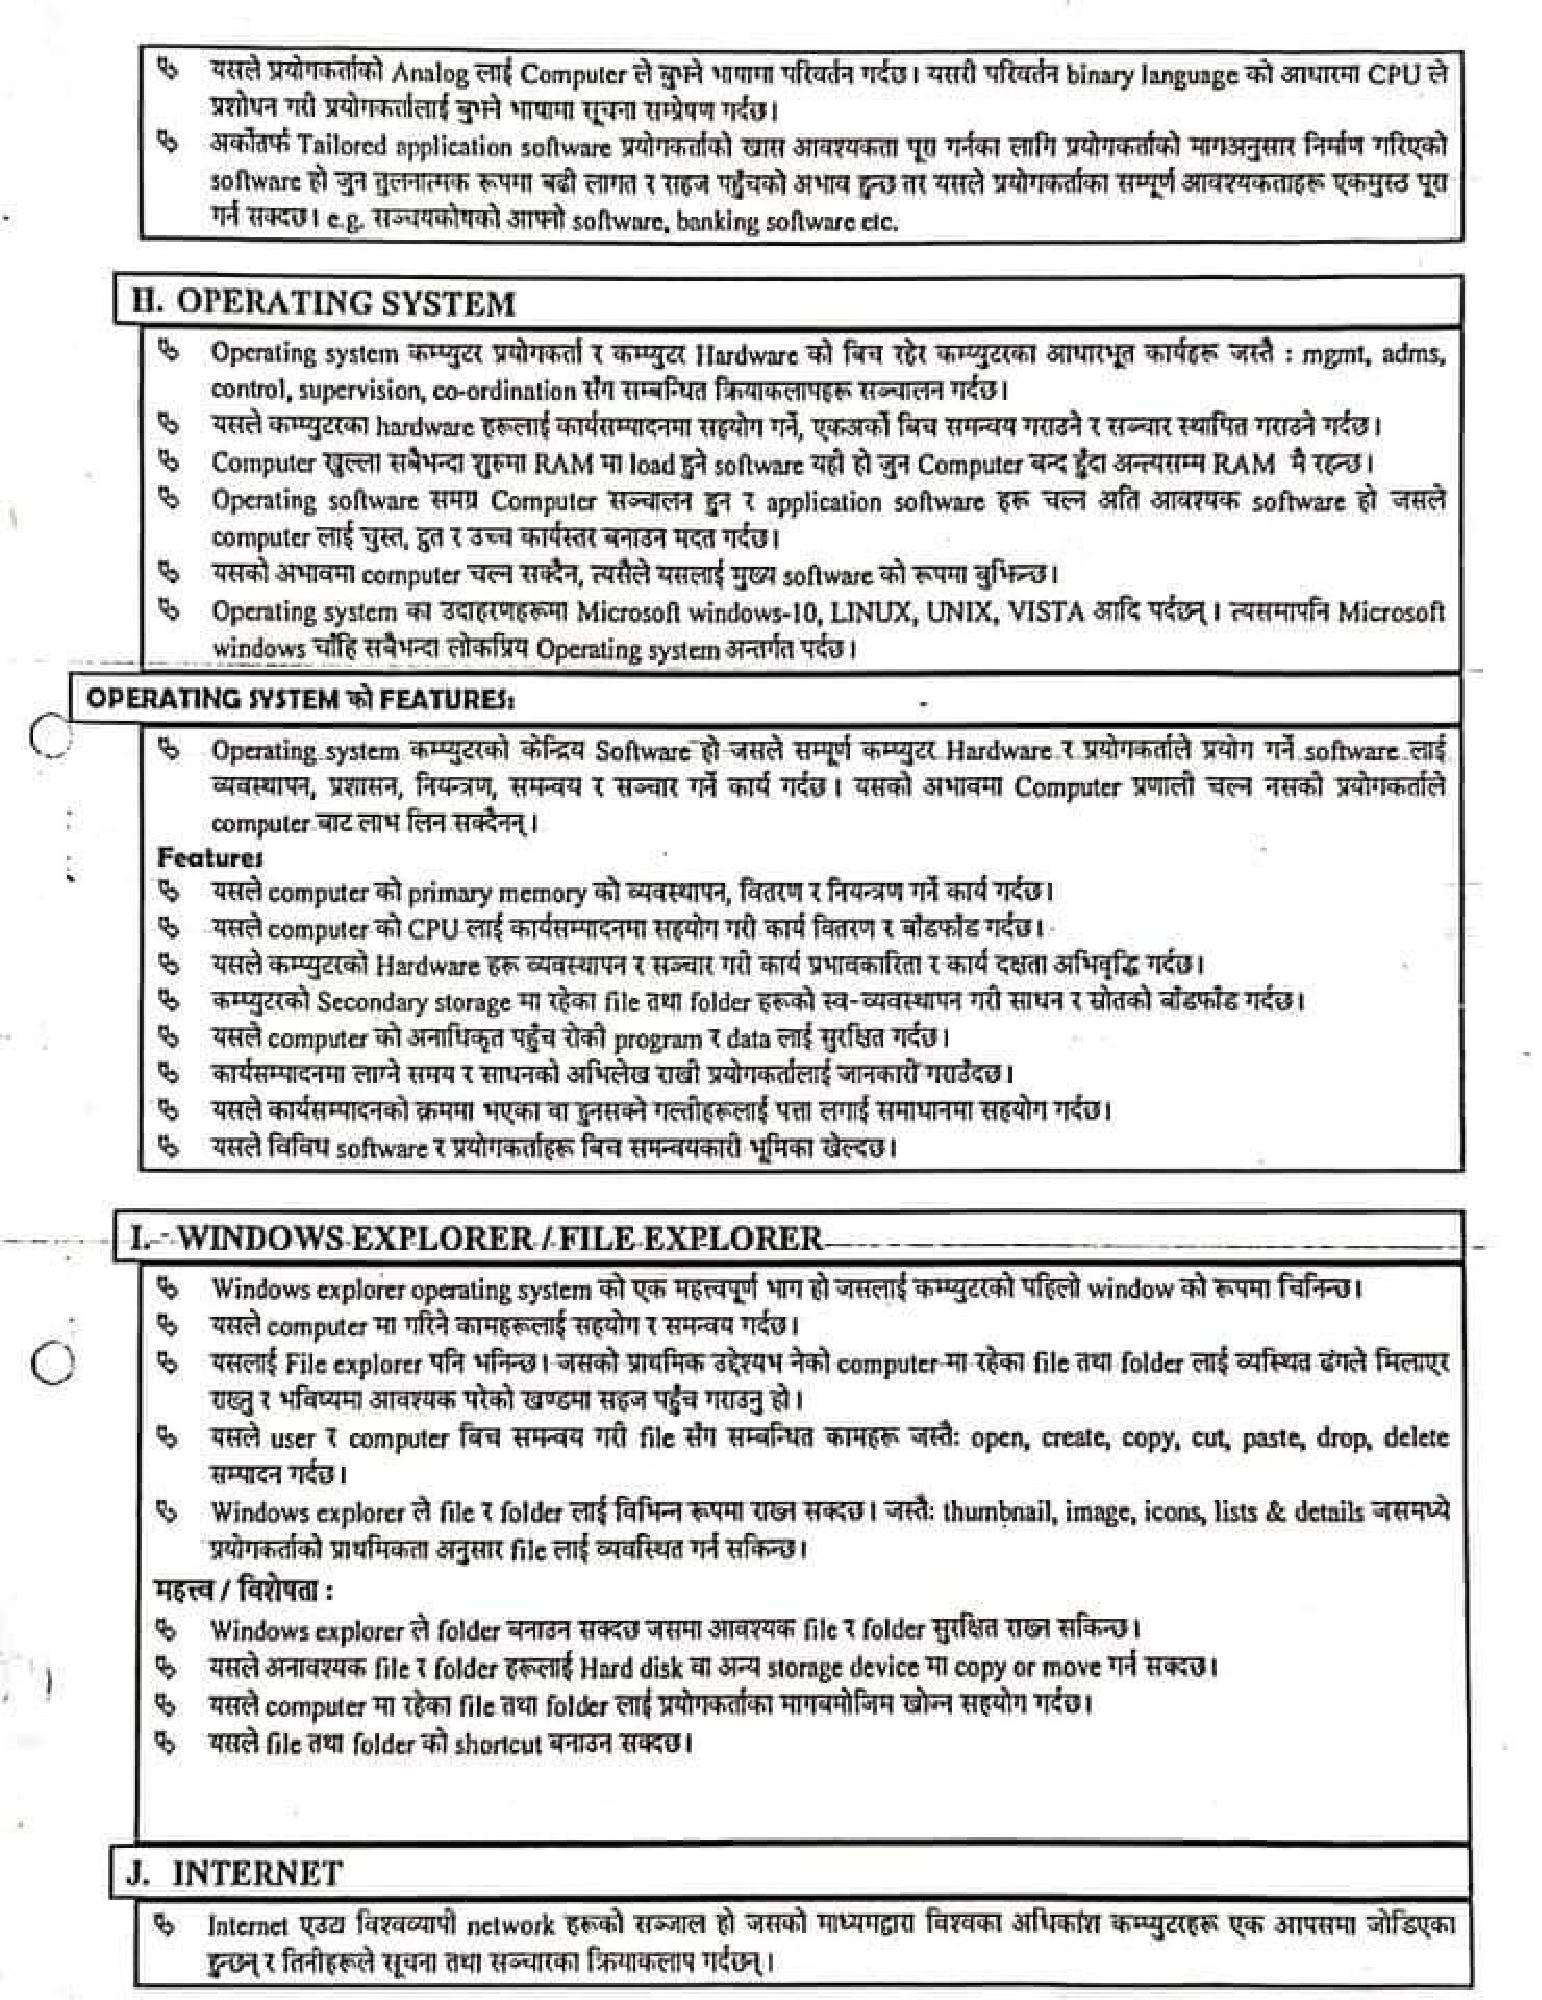 यसले प्रयोगकर्ताको Analog लाई Computer ले बुझ्ने भाषामा परिवर्तन गर्दछ। यसरी परिवर्तन binary language को आधारमा CPU ले
प्रशोधन गरी प्रयोगकर्तालाई बुझ्ने भाषामा सूचना सम्प्रेषण गर्दछ।
अर्कोतर्फ Tailored application software प्रयोगकर्ताको खास आवश्यकता पूरा गर्नका लागि प्रयोगकर्ताको मागअनुसार निर्माण गरिएको
software हो जुन तुलनात्मक रूपमा बढी लागत र सहज पहुँचको अभाव हुन्छ तर यसले प्रयोगकर्ताका सम्पूर्ण आवश्यकताहरू एकमुस्ठ पूरा
गर्न सक्दछ। e.g. सञ्चयकोषको आफ्नो software, banking software etc.
II. OPERATING SYSTEM
Operating system कम्प्युटर प्रयोगकर्ता र कम्प्युटर Hardware को बिच रहेर कम्प्युटरका आधारभूत कार्यहरू जस्तै : mgmt, adms,
control, supervision, co-ordination सँग सम्बन्धित क्रियाकलापहरू सञ्चालन गर्दछ।
यसले कम्प्युटरका hardware हरूलाई कार्यसम्पादनमा सहयोग गर्ने, एकअर्को बिच समन्वय गराउने र सञ्चार स्थापित गराउने गर्दछ।
Computer खुल्ला सबैभन्दा शुरुमा RAM मा load हुने software यही हो जुन Computer बन्द हुँदा अन्त्यसम्म RAM मै रहन्छ।
Operating software समग्र Computer सञ्चालन हुन र application software हरू चल्न अति आवश्यक software हो जसले
computer लाई चुस्त, द्रुत र उच्च कार्यस्तर बनाउन मदत गर्दछ।
यसको अभावमा computer चल्न सक्दैन, त्यसैले यसलाई मुख्य software को रूपमा बुझिन्छ।
Operating system का उदाहरणहरूमा Microsoft windows-10, LINUX, UNIX, VISTA आदि पर्दछन्। त्यसमापनि Microsoft
windows चाँहि सबैभन्दा लोकप्रिय Operating system अन्तर्गत पर्दछ।
OPERATING SYSTEM को FEATURES:
Operating system कम्प्युटरको केन्द्रिय Software हो जसले सम्पूर्ण कम्प्युटर Hardware र प्रयोगकर्ताले प्रयोग गर्ने software लाई
व्यवस्थापन, प्रशासन, नियन्त्रण, समन्वय र सञ्चार गर्ने कार्य गर्दछ। यसको अभावमा Computer प्रणाली चल्न नसकी प्रयोगकर्ताले
computer बाट लाभ लिन सक्दैनन्।
Features
यसले computer को primary memory को व्यवस्थापन, वितरण र नियन्त्रण गर्ने कार्य गर्दछ।
यसले computer को CPU लाई कार्यसम्पादनमा सहयोग गरी कार्य वितरण र बाँडफाँड गर्दछ।
यसले कम्प्युटरको Hardware हरू व्यवस्थापन र सञ्चार गरी कार्य प्रभावकारिता र कार्य दक्षता अभिवृद्धि गर्दछ।
कम्प्युटरको Secondary storage मा रहेका file तथा folder हरूको स्व-व्यवस्थापन गरी साधन र स्रोतको बाँडफाँड गर्दछ।
यसले computer को अनाधिकृत पहुँच रोकी program र data लाई सुरक्षित गर्दछ।
कार्यसम्पादनमा लाग्ने समय र साधनको अभिलेख राखी प्रयोगकर्तालाई जानकारी गराउँदछ।
यसले कार्यसम्पादनको क्रममा भएका वा हुनसक्ने गल्तीहरूलाई पत्ता लगाई समाधानमा सहयोग गर्दछ।
यसले विविध software र प्रयोगकर्ताहरू बिच समन्वयकारी भूमिका खेल्दछ।
I. WINDOWS EXPLORER / FILE EXPLORER
Windows explorer operating system को एक महत्त्वपूर्ण भाग हो जसलाई कम्प्युटरको पहिलो window को रूपमा चिनिन्छ।
यसले computer मा गरिने कामहरूलाई सहयोग र समन्वय गर्दछ।
यसलाई File explorer पनि भनिन्छ। जसको प्राथमिक उद्देश्यभ नेको computer मा रहेका file तथा folder लाई व्यस्थित ढंगले मिलाएर
राख्नु र भविष्यमा आवश्यक परेको खण्डमा सहज पहुँच गराउनु हो।
यसले user र computer बिच समन्वय गरी file सँग सम्बन्धित कामहरू जस्तै: open, create, copy, cut, paste, drop, delete
सम्पादन गर्दछ।
Windows explorer ले file र folder लाई विभिन्न रूपमा राख्न सक्दछ। जस्तै: thumbnail, image, icons, lists & details जसमध्ये
प्रयोगकर्ताको प्राथमिकता अनुसार file लाई व्यवस्थित गर्न सकिन्छ।
महत्त्व / विशेषता :
Windows explorer ले folder बनाउन सक्दछ जसमा आवश्यक file र folder सुरक्षित राख्न सकिन्छ।
यसले अनावश्यक file र folder हरूलाई Hard disk वा अन्य storage device मा copy or move गर्न सक्दछ।
यसले computer मा रहेका file तथा folder लाई प्रयोगकर्ताका मागबमोजिम खोज्न सहयोग गर्दछ।
यसले file तथा folder को shortcut बनाउन सक्दछ।
J. INTERNET
Internet एउटा विश्वव्यापी network हरूको सञ्जाल हो जसको माध्यमद्वारा विश्वका अधिकांश कम्प्युटरहरू एक आपसमा जोडिएका
हुन्छन् र तिनीहरूले सूचना तथा सञ्चारका क्रियाकलाप गर्दछन्।